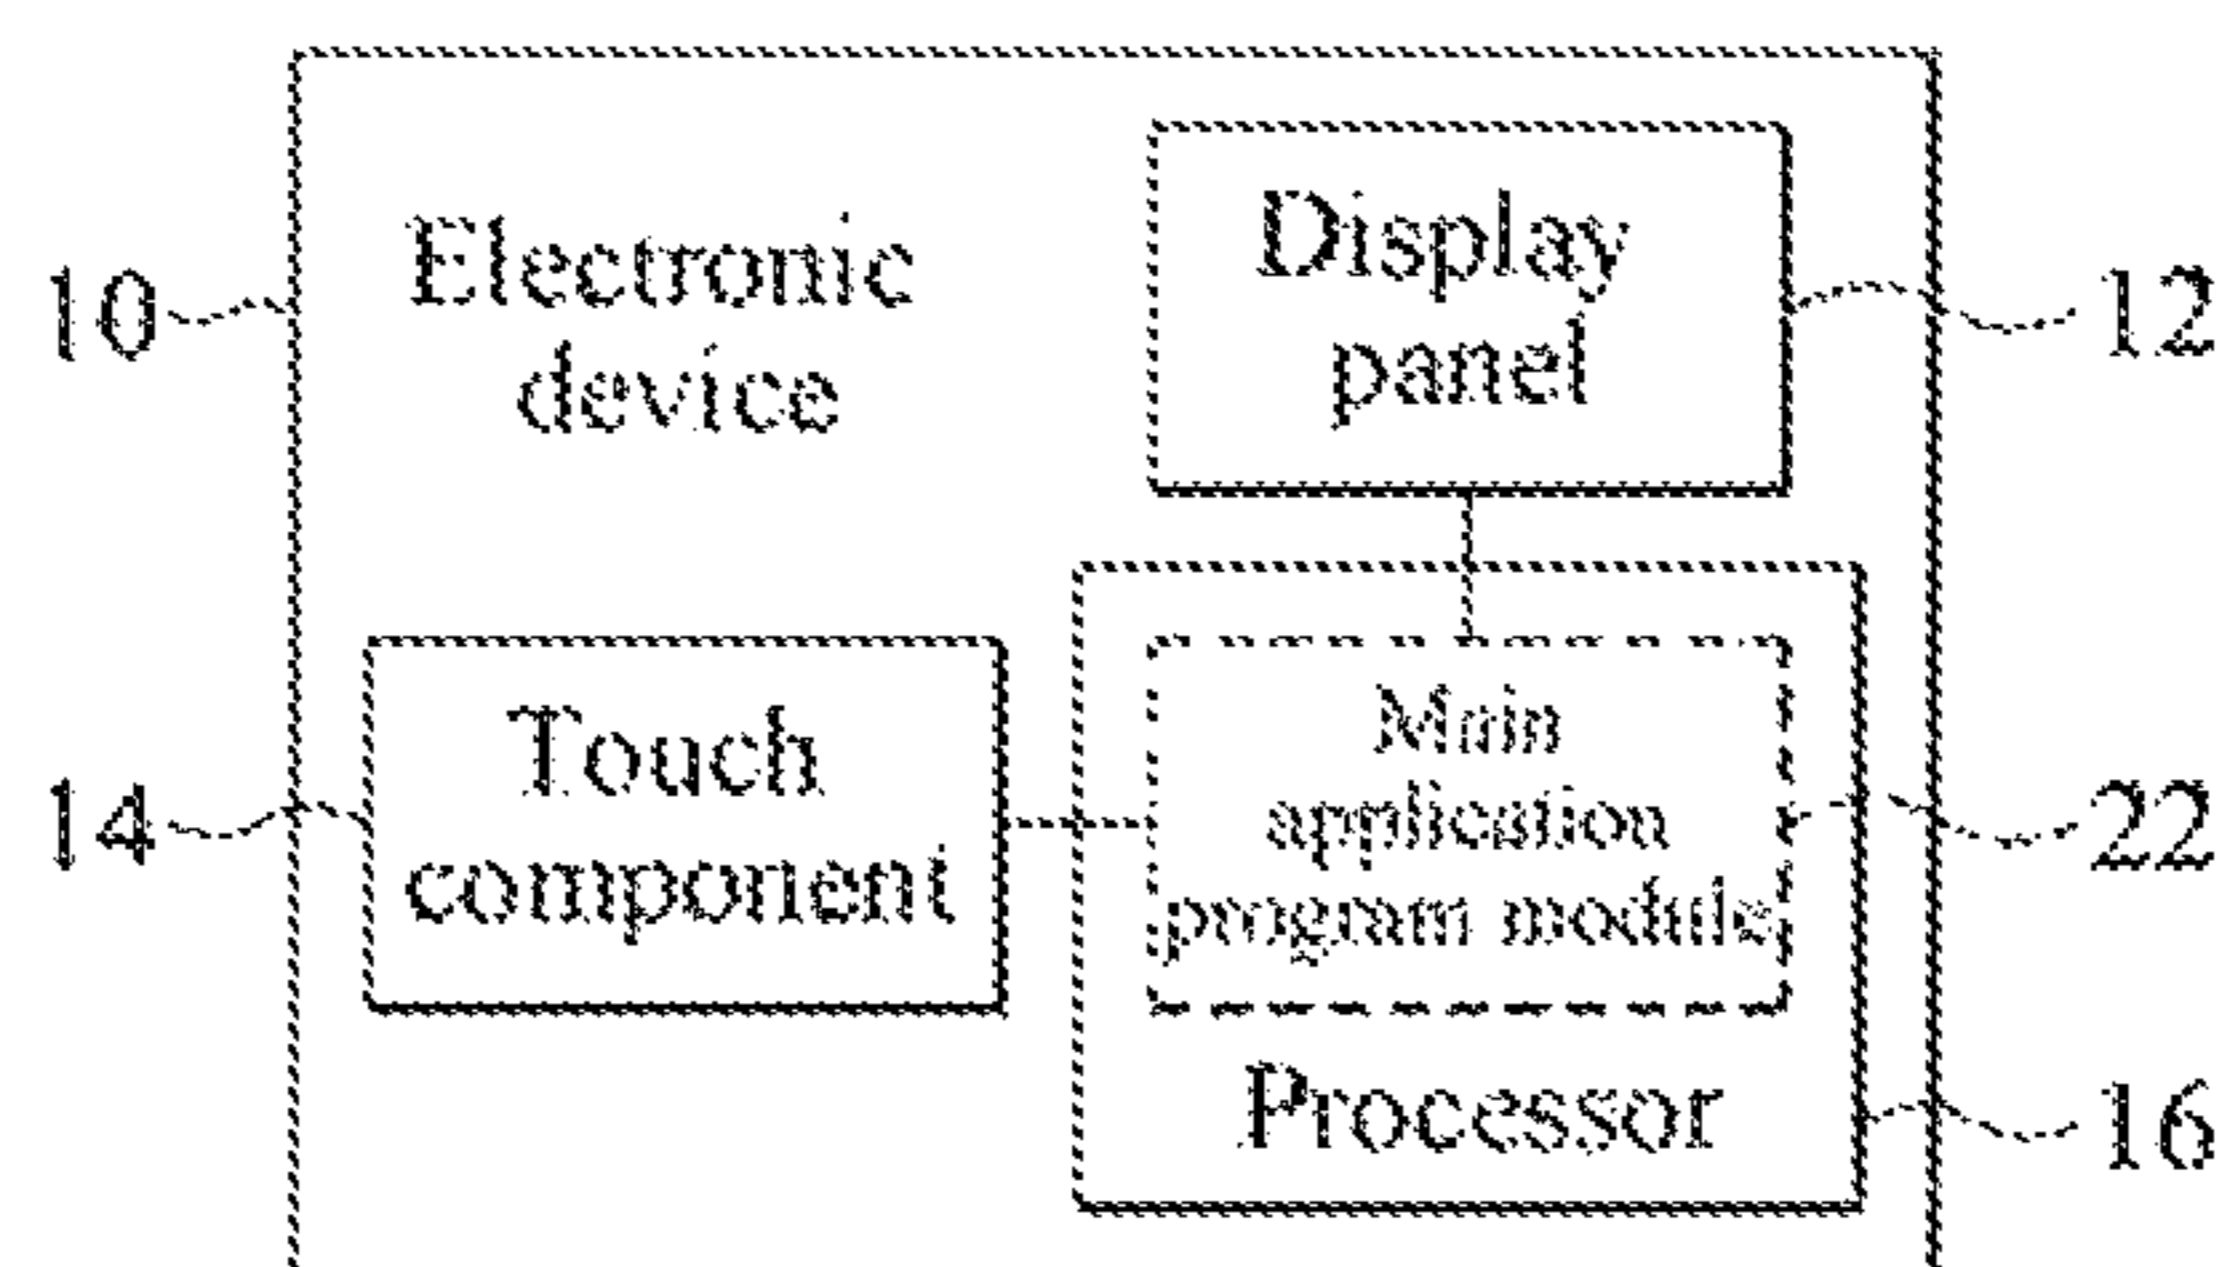 Electronic
device
Display
panel
10
12
Touch
component
Main
application
program module
14
22
Processor
16